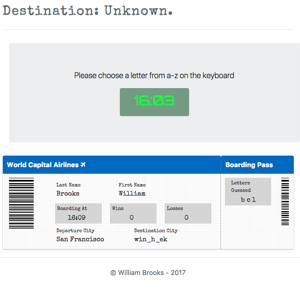 Destination: Unknown.
Please choose a letter from a-z on the keyboard
16:03
World Capital Airlines
Boarding Pass
Last Name First Name
Brooks William
Boarding At Wins Losses
16:09 0 0
Departure City Destination City
San Francisco win_h_ek
Letters Guessed
b c l
© William Brooks - 2017